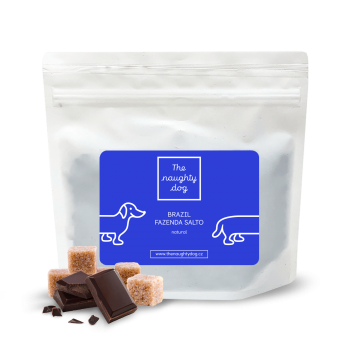 The
naughty
dog
BRAZIL
FAZENDA SALTO
natural
www.thenaughtydog.cz